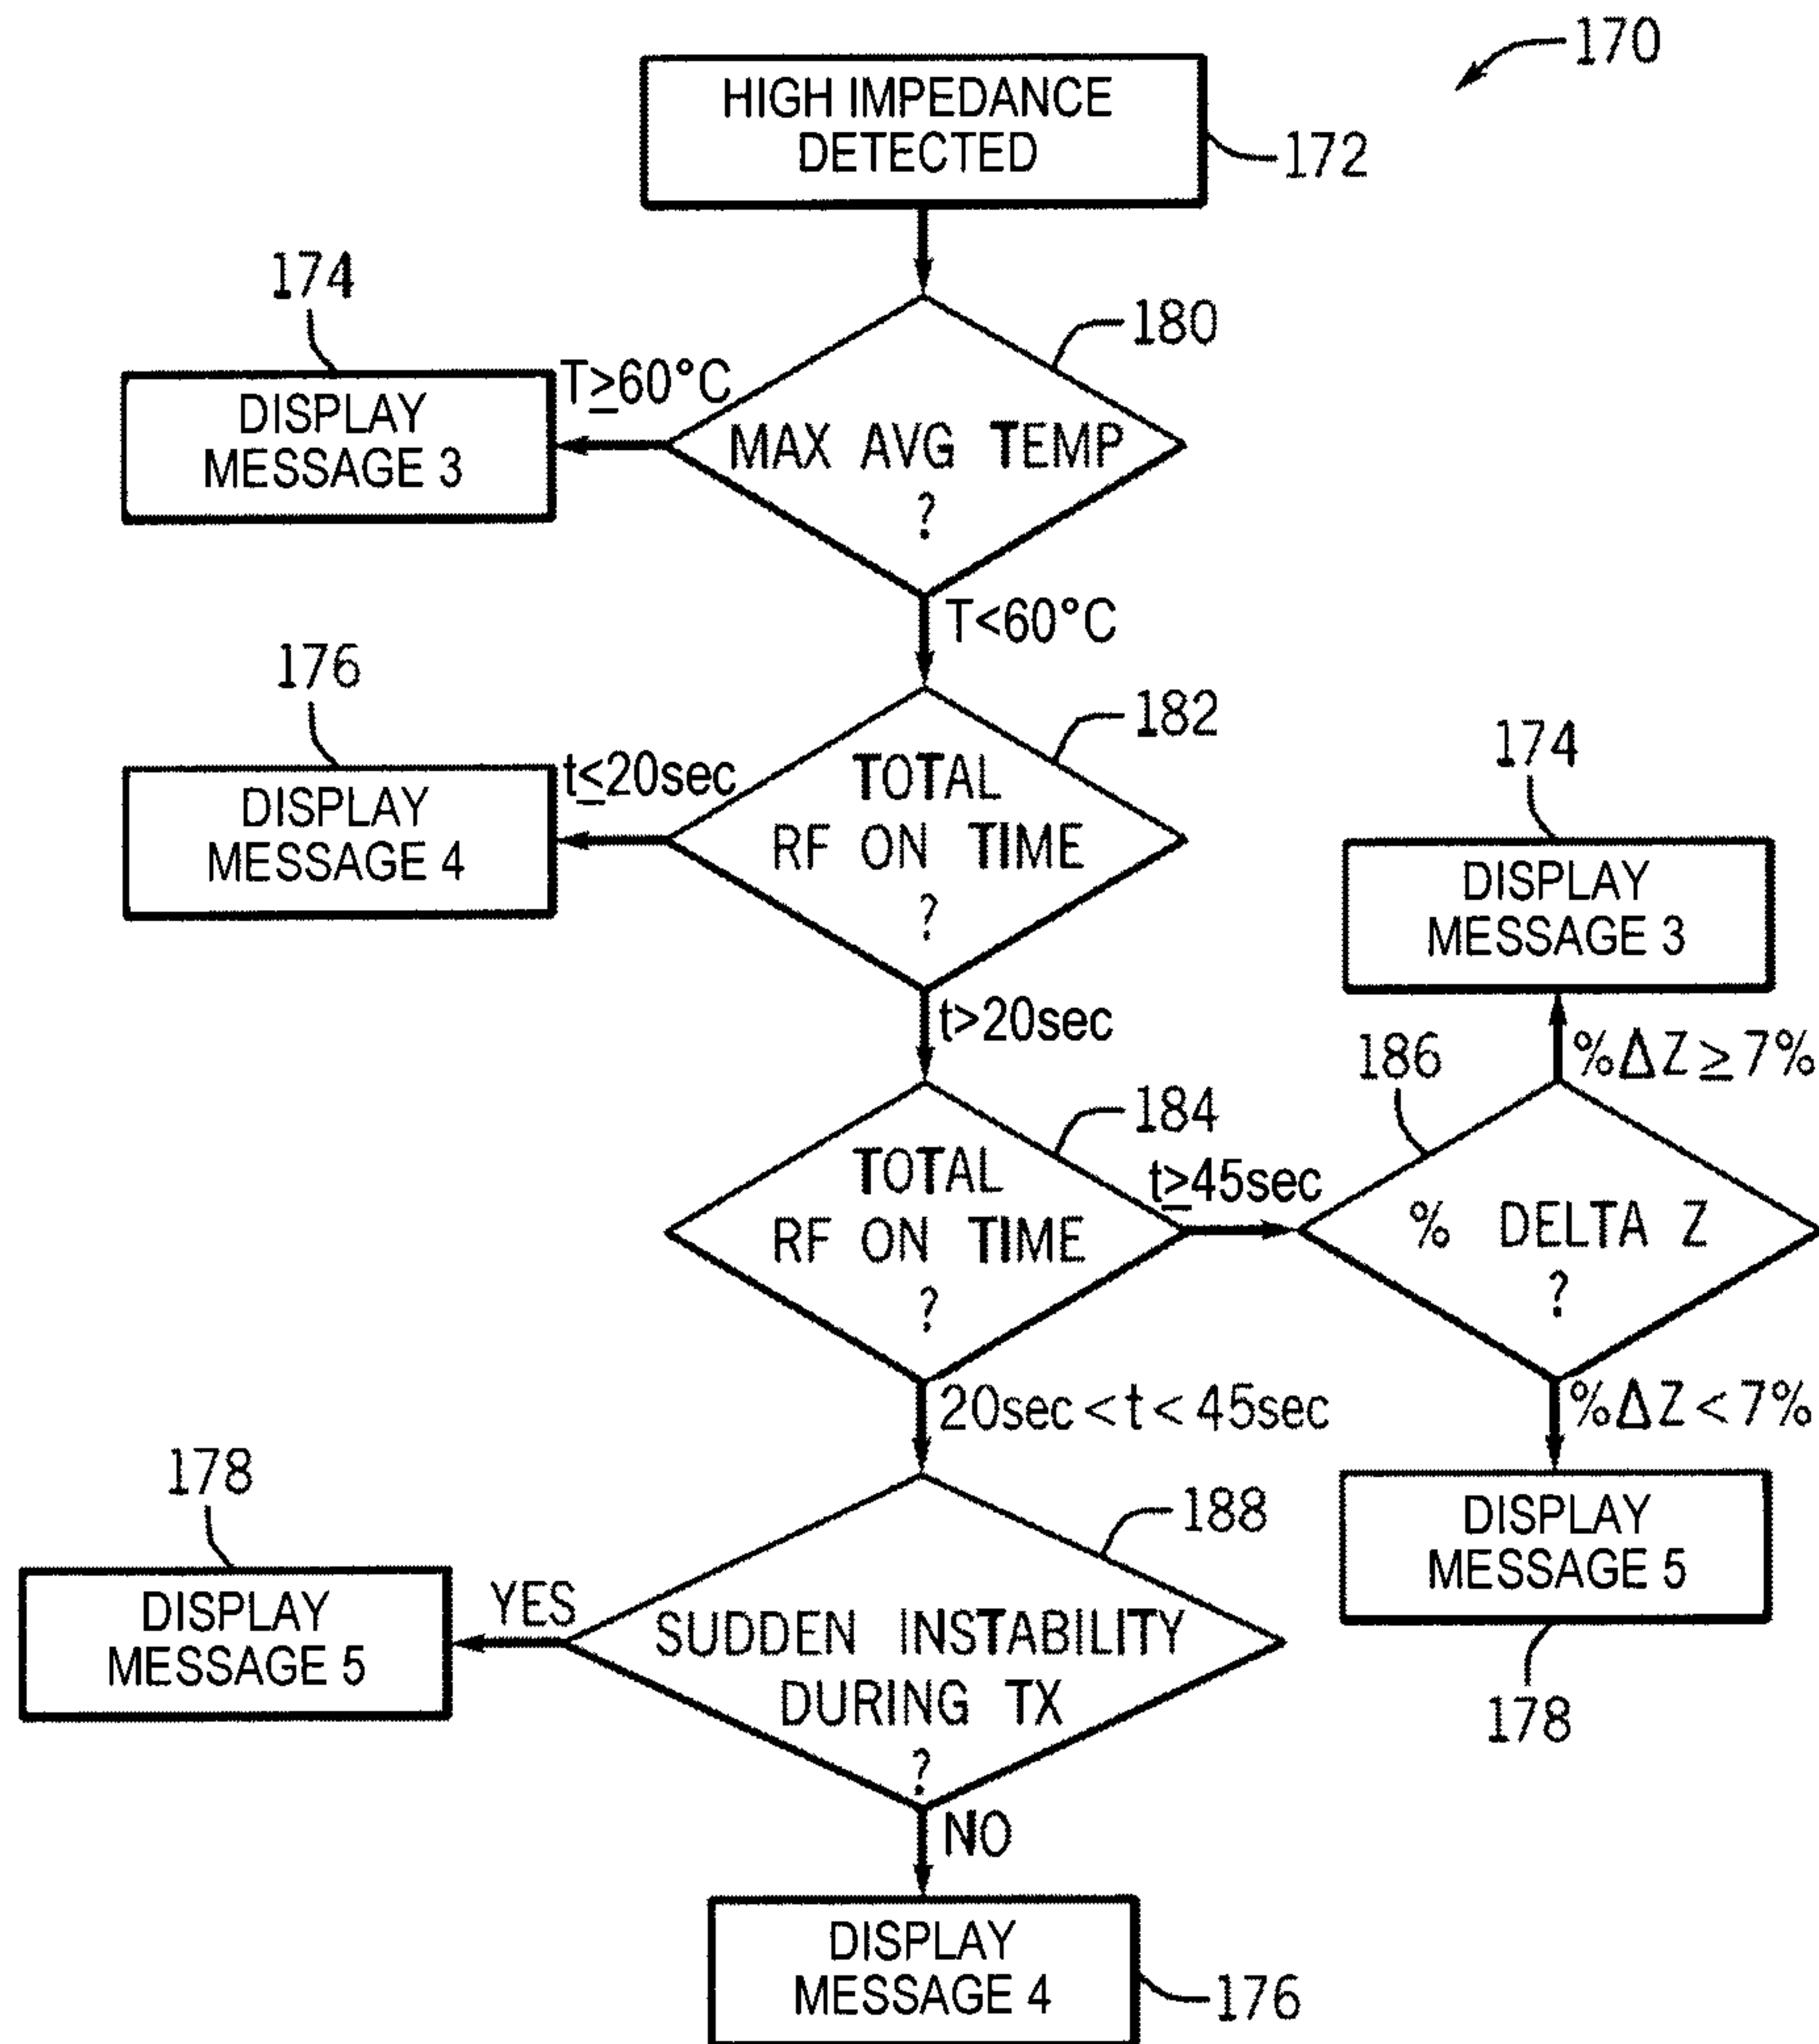 170
HIGH IMPEDANCE
DETECTED
172
174
180
T≥60°C
DISPLAY
MESSAGE 3
MAX AVG TEMP
?
T<60°C
176
182
174
t≤20sec
DISPLAY
MESSAGE 4
TOTAL
RF ON TIME
?
DISPLAY
MESSAGE 3
t>20sec
186
%ΔZ≥7%
184
TOTAL
RF ON TIME
?
t≥45sec
% DELTA Z
?
20sec<t<45sec
%ΔZ<7%
178
188
DISPLAY
MESSAGE 5
178
YES
DISPLAY
MESSAGE 5
SUDDEN INSTABILITY
DURING TX
?
NO
DISPLAY
MESSAGE 4
176